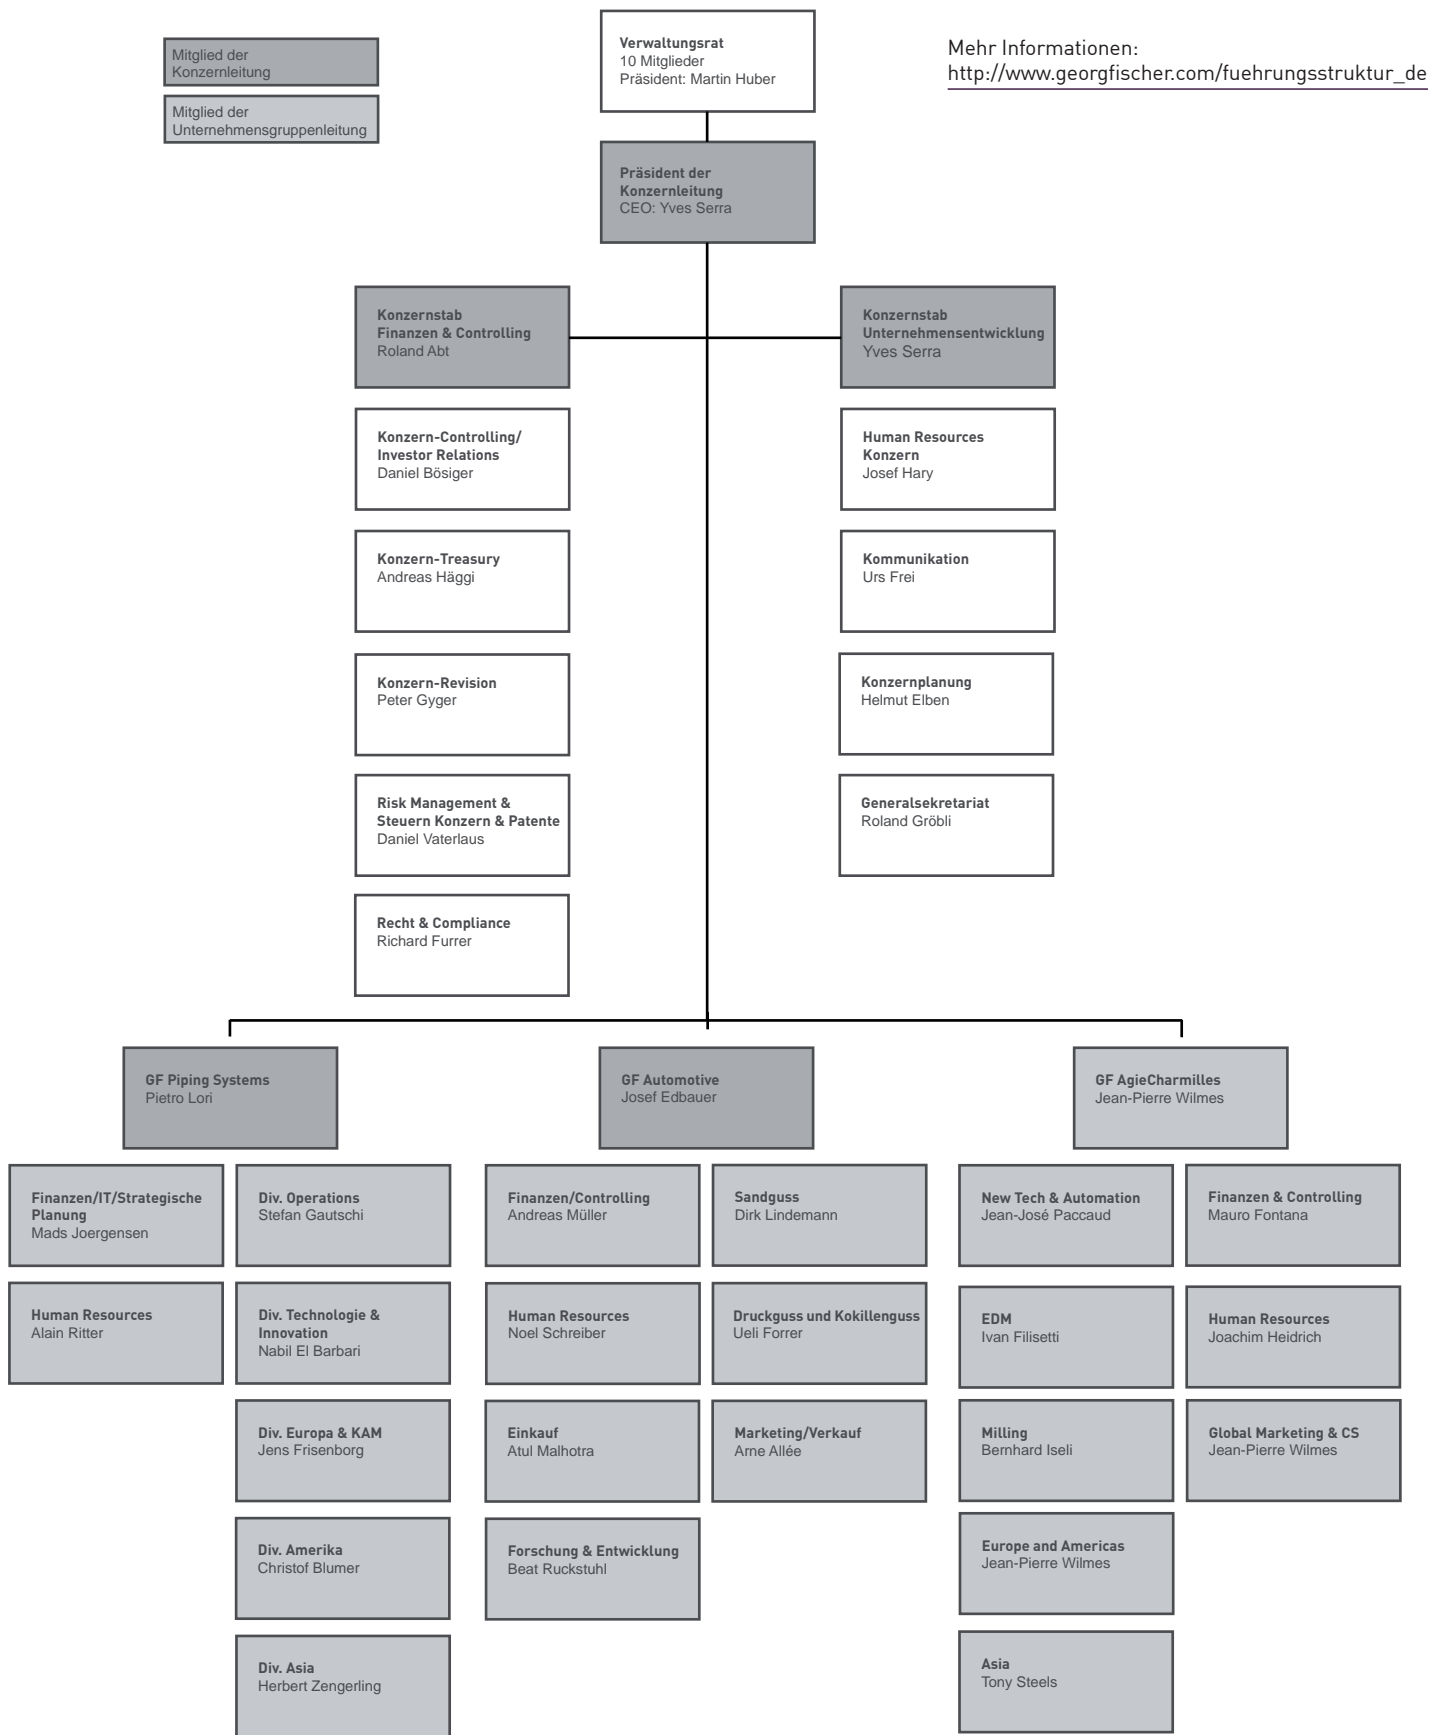 Mitglied der
Konzernleitung
Mitglied der
Unternehmensgruppenleitung
Verwaltungsrat
10 Mitglieder
Präsident: Martin Huber
Mehr Informationen:
http://www.georgfischer.com/fuehrungsstruktur_de
Präsident der
Konzernleitung
CEO: Yves Serra
Konzernstab
Finanzen & Controlling
Roland Abt
Konzernstab
Unternehmensentwicklung
Yves Serra
Konzern-Controlling/
Investor Relations
Daniel Bösiger
Human Resources
Konzern
Josef Hary
Konzern-Treasury
Andreas Häggi
Kommunikation
Urs Frei
Konzern-Revision
Peter Gyger
Konzernplanung
Helmut Elben
Risk Management &
Steuern Konzern & Patente
Daniel Vaterlaus
Generalsekretariat
Roland Gröbli
Recht & Compliance
Richard Furrer
GF Piping Systems
Pietro Lori
GF Automotive
Josef Edbauer
GF AgieCharmilles
Jean-Pierre Wilmes
Finanzen/IT/Strategische
Planung
Mads Joergensen
Div. Operations
Stefan Gautschi
Finanzen/Controlling
Andreas Müller
Sandguss
Dirk Lindemann
New Tech & Automation
Jean-José Paccaud
Finanzen & Controlling
Mauro Fontana
Human Resources
Alain Ritter
Div. Technologie &
Innovation
Nabil El Barbari
Human Resources
Noel Schreiber
Druckguss und Kokillenguss
Ueli Forrer
EDM
Ivan Filisetti
Human Resources
Joachim Heidrich
Div. Europa & KAM
Jens Frisenborg
Einkauf
Atul Malhotra
Marketing/Verkauf
Arne Allée
Milling
Bernhard Iseli
Global Marketing & CS
Jean-Pierre Wilmes
Div. Amerika
Christof Blumer
Forschung & Entwicklung
Beat Ruckstuhl
Europe and Americas
Jean-Pierre Wilmes
Div. Asia
Herbert Zengerling
Asia
Tony Steels